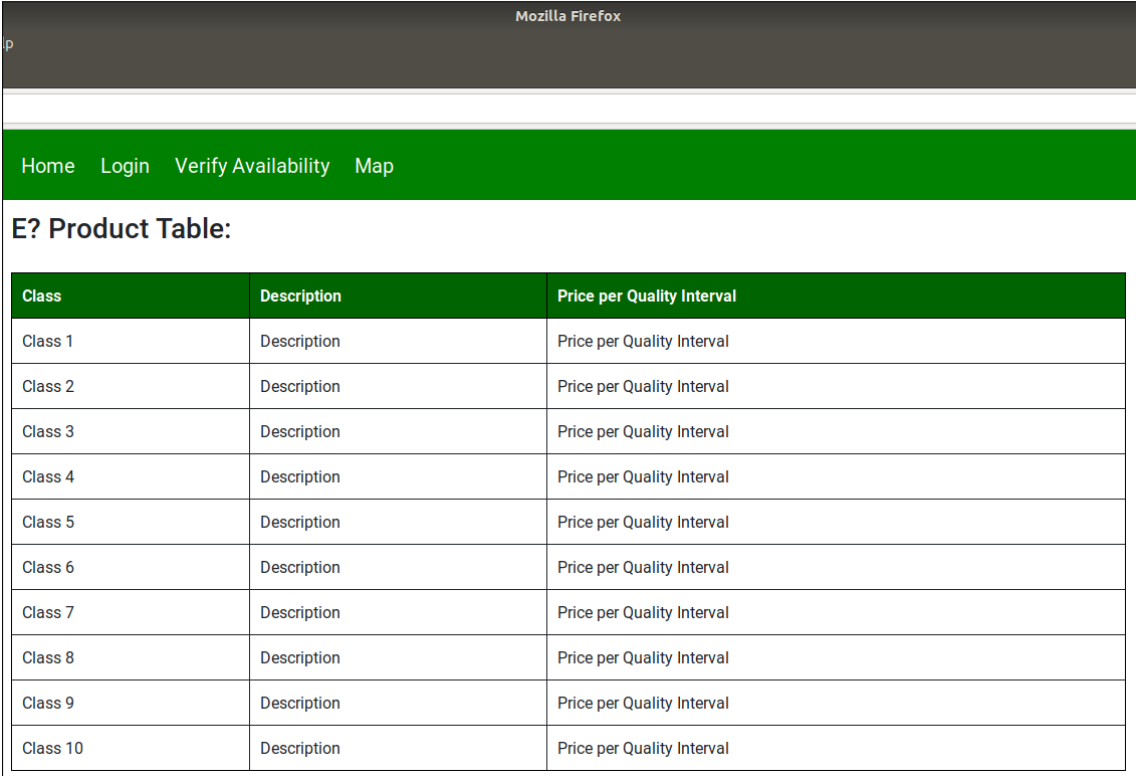 Mozilla Firefox
lp
Home Login Verify Availability Map
E? Product Table:
Class Description Price per Quality Interval
Class 1 Description Price per Quality Interval
Class 2 Description Price per Quality Interval
Class 3 Description Price per Quality Interval
Class 4 Description Price per Quality Interval
Class 5 Description Price per Quality Interval
Class 6 Description Price per Quality Interval
Class 7 Description Price per Quality Interval
Class 8 Description Price per Quality Interval
Class 9 Description Price per Quality Interval
Class 10 Description Price per Quality Interval